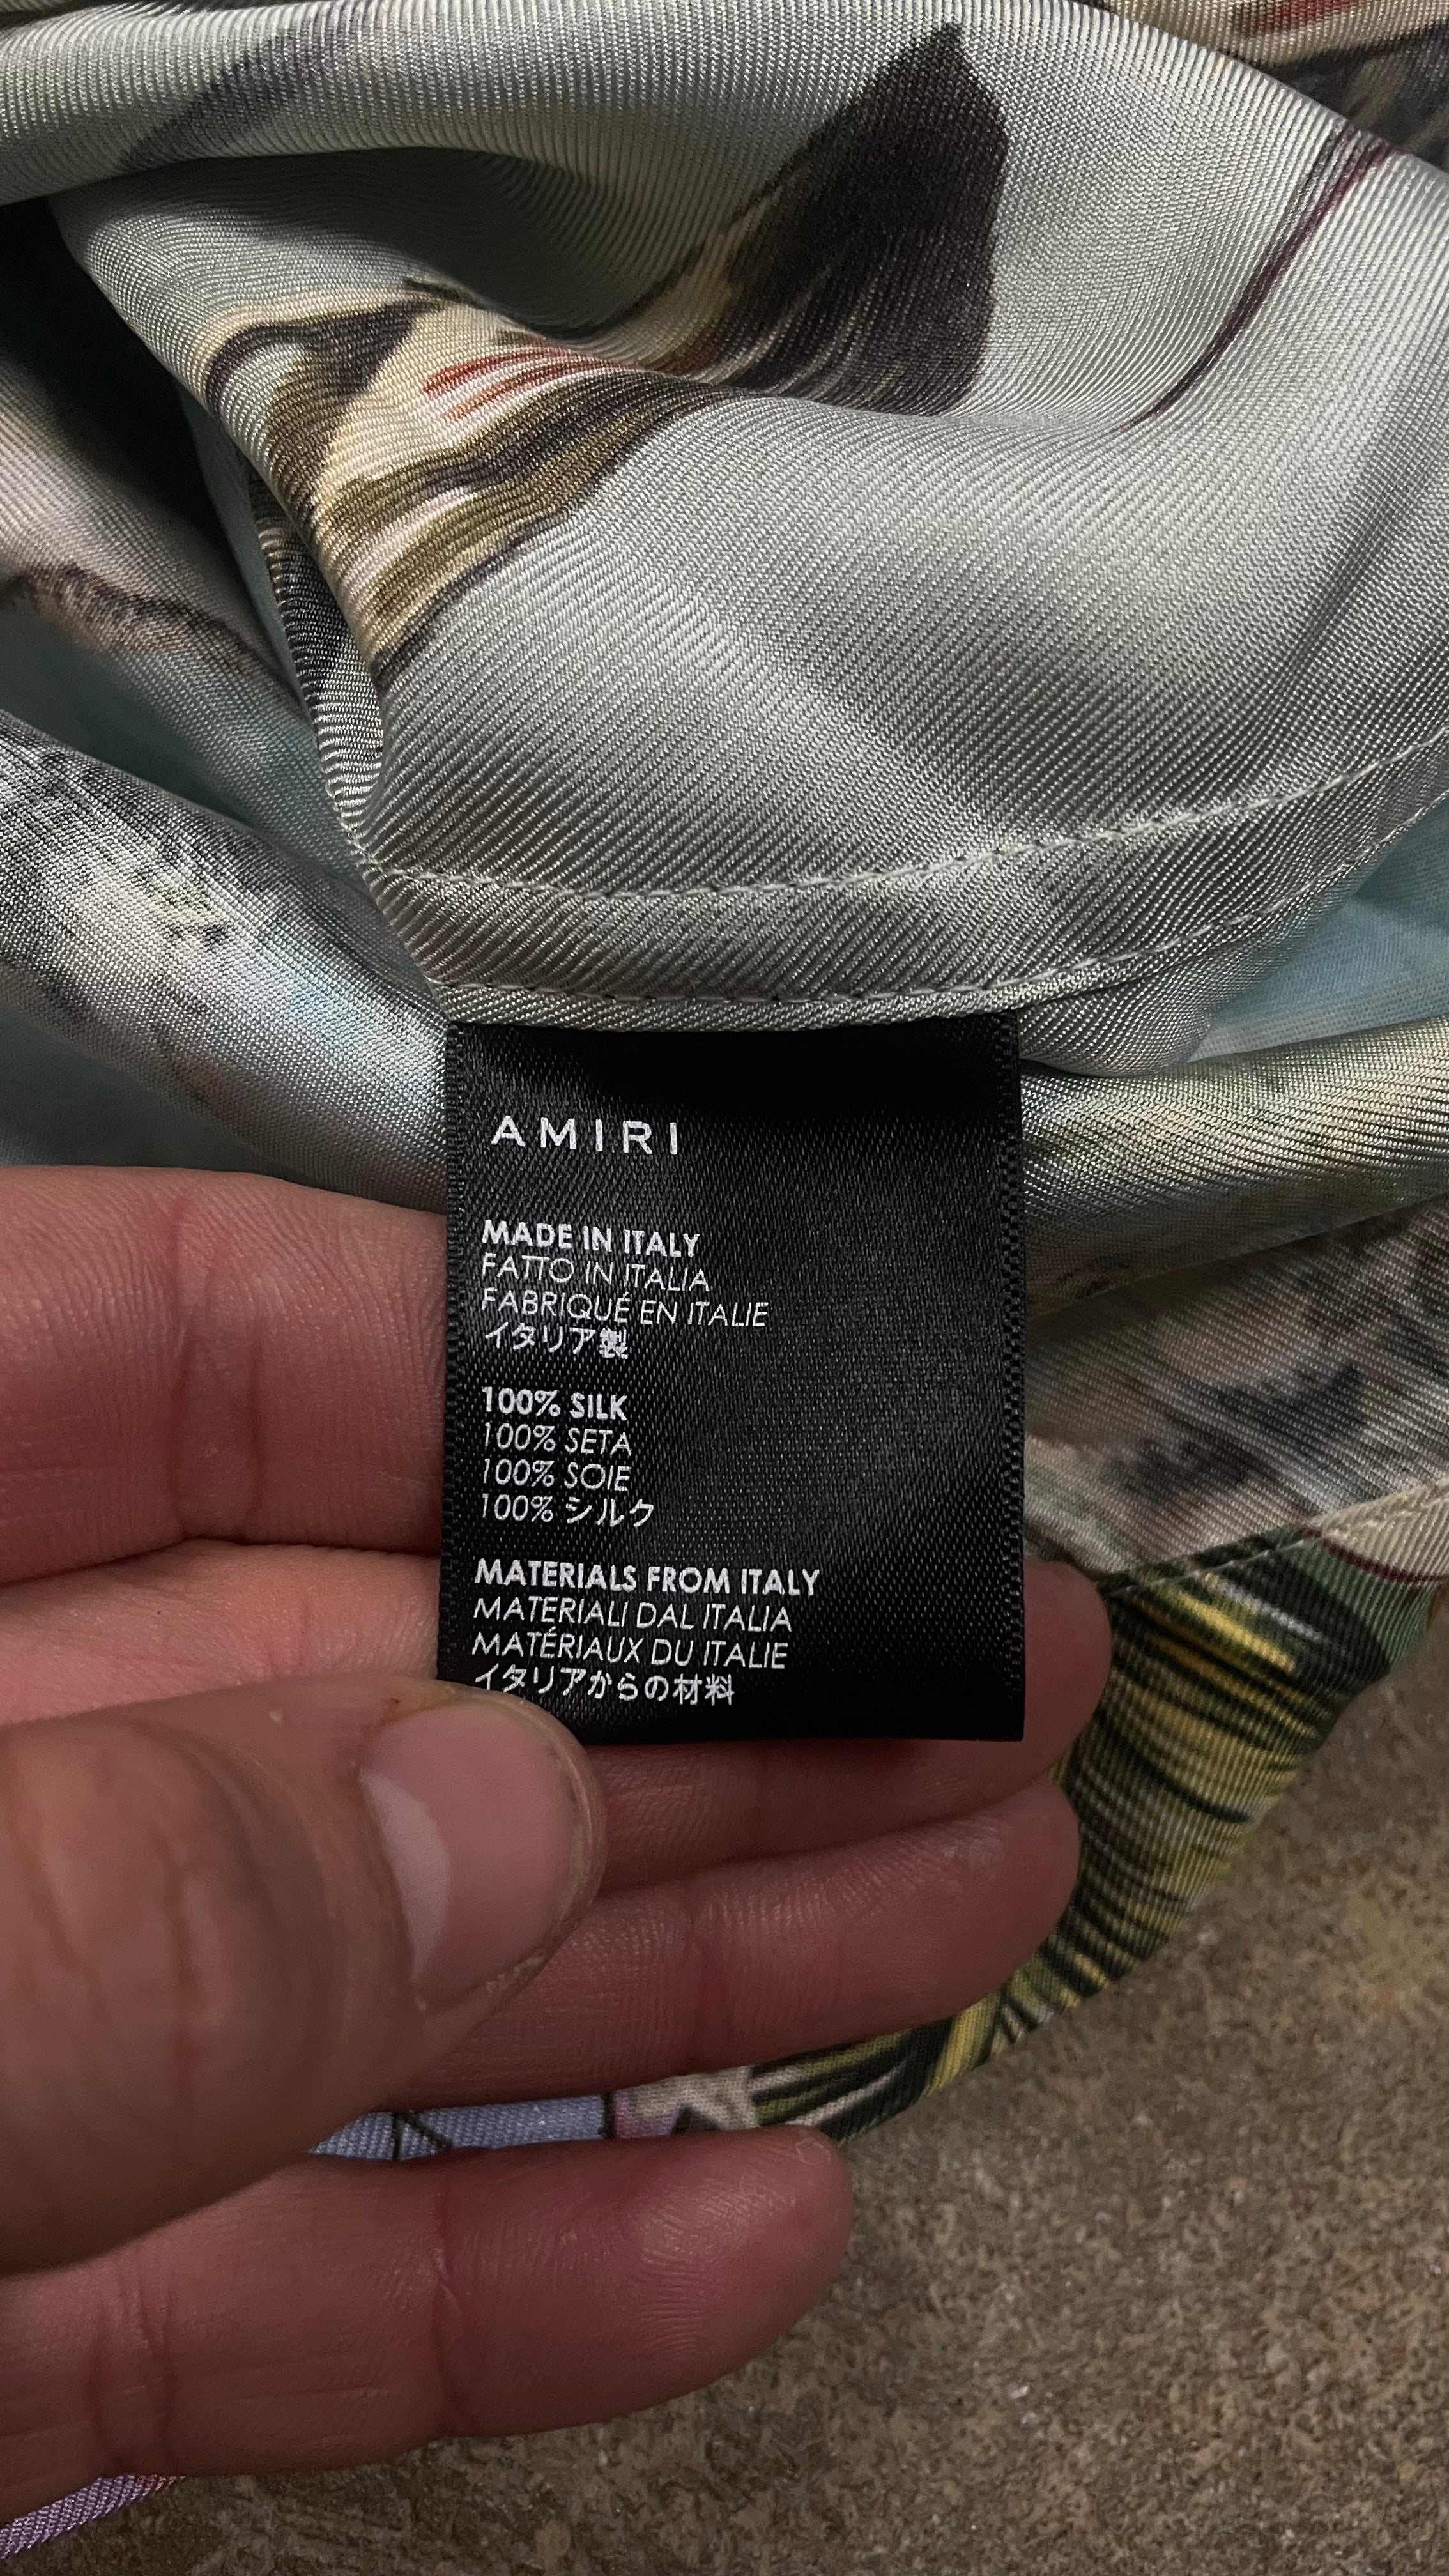 AMIRI
MADE IN ITALY
FATTO IN ITALIA
FABRIQUÉ EN ITALIE
イタリア製
100% SILK
100% SETA
100% SOIE
100% シルク
MATERIALS FROM ITALY
MATERIALI DAL ITALIA
MATÉRIAUX DU ITALIE
イタリアからの材料